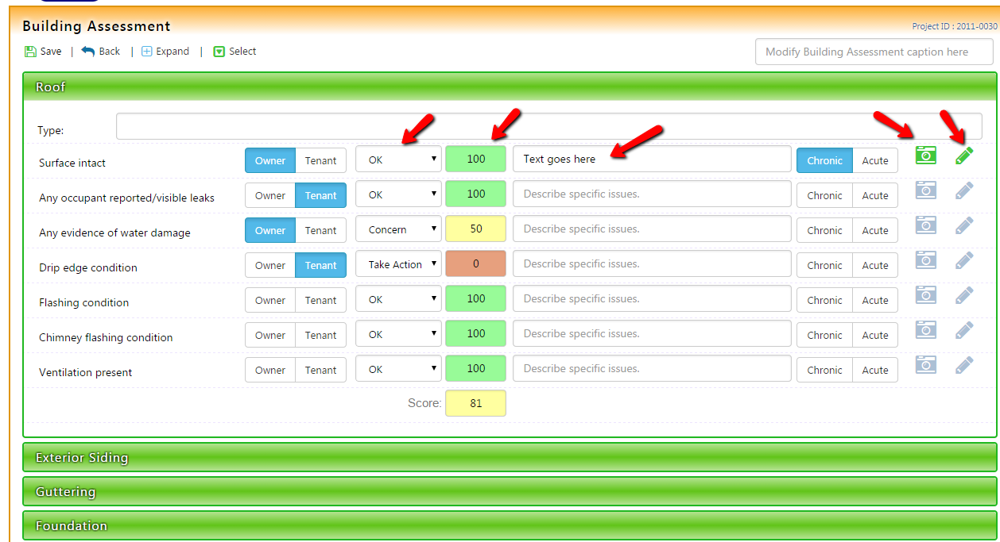 Building Assessment
Project ID : 2011-0030
Save | Back | Expand | Select
Modify Building Assessment caption here
Roof
Type:
Surface intact Owner Tenant OK 100 Text goes here Chronic Acute
Any occupant reported/visible leaks Owner Tenant OK 100 Describe specific issues. Chronic Acute
Any evidence of water damage Owner Tenant Concern 50 Describe specific issues. Chronic Acute
Drip edge condition Owner Tenant Take Action 0 Describe specific issues. Chronic Acute
Flashing condition Owner Tenant OK 100 Describe specific issues. Chronic Acute
Chimney flashing condition Owner Tenant OK 100 Describe specific issues. Chronic Acute
Ventilation present Owner Tenant OK 100 Describe specific issues. Chronic Acute
Score: 81
Exterior Siding
Guttering
Foundation